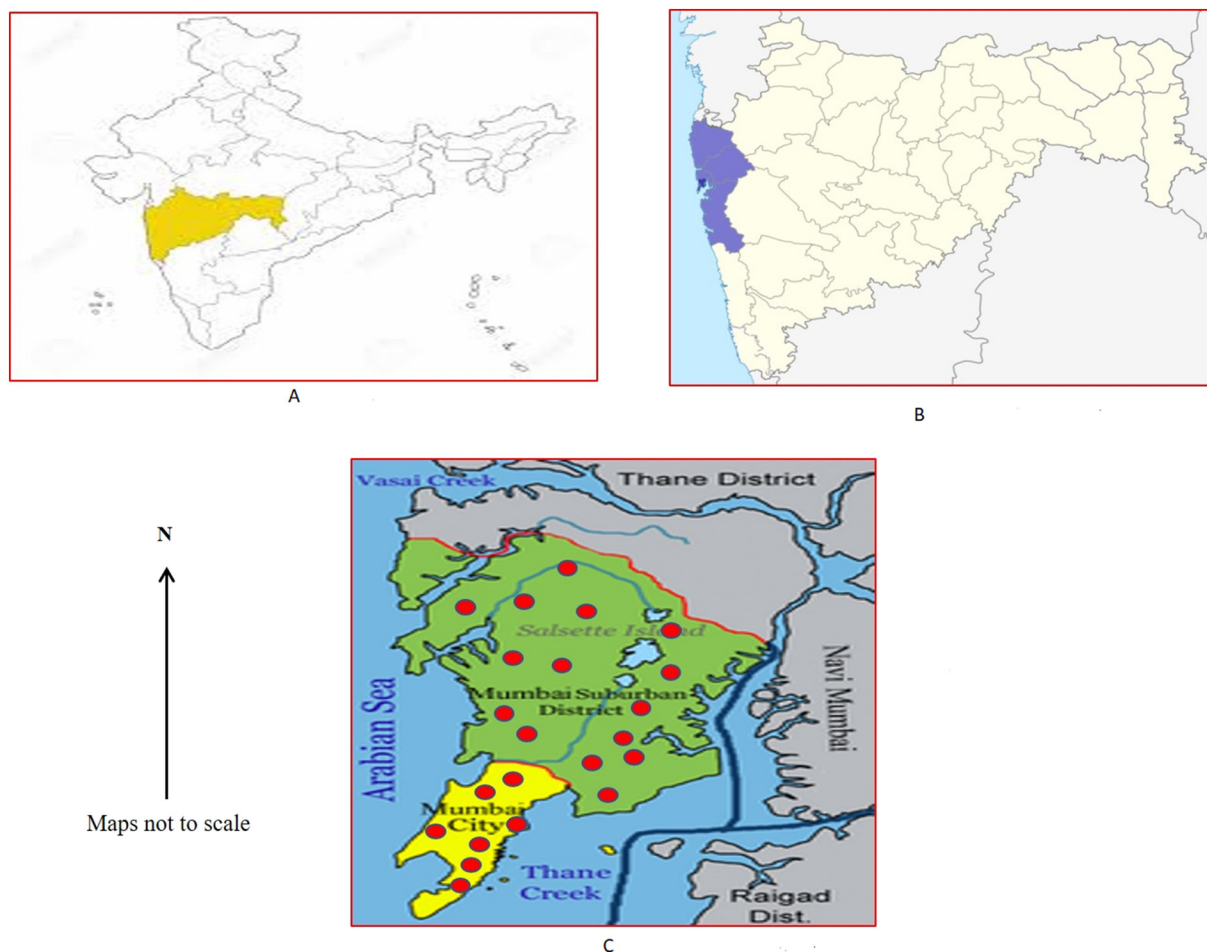 A
B
N
Maps not to scale
Vasai Creek
Thane District
Salsette Island
Mumbai Suburban
District
Arabian Sea
Navi Mumbai
Mumbai
City
Thane
Creek
Raigad
Dist.
C